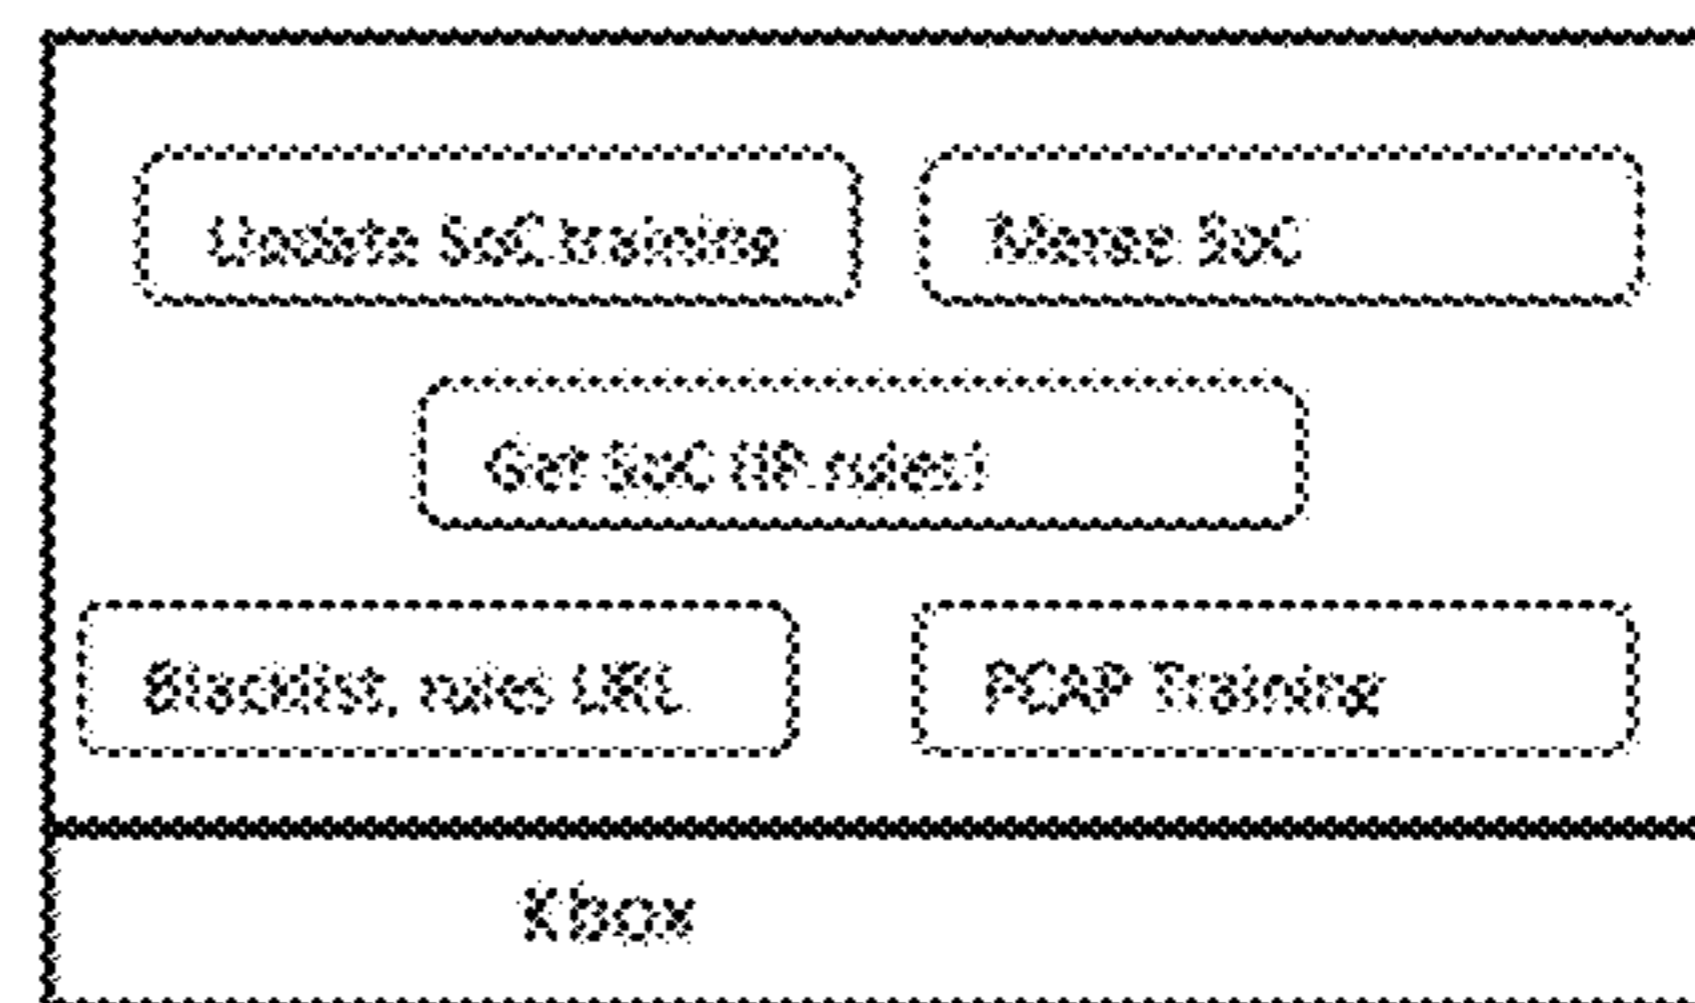 Update SoC training
Merge SoC
Get SoC (IP, rules)
Blacklist, rules URL
PCAP Training
Kbox